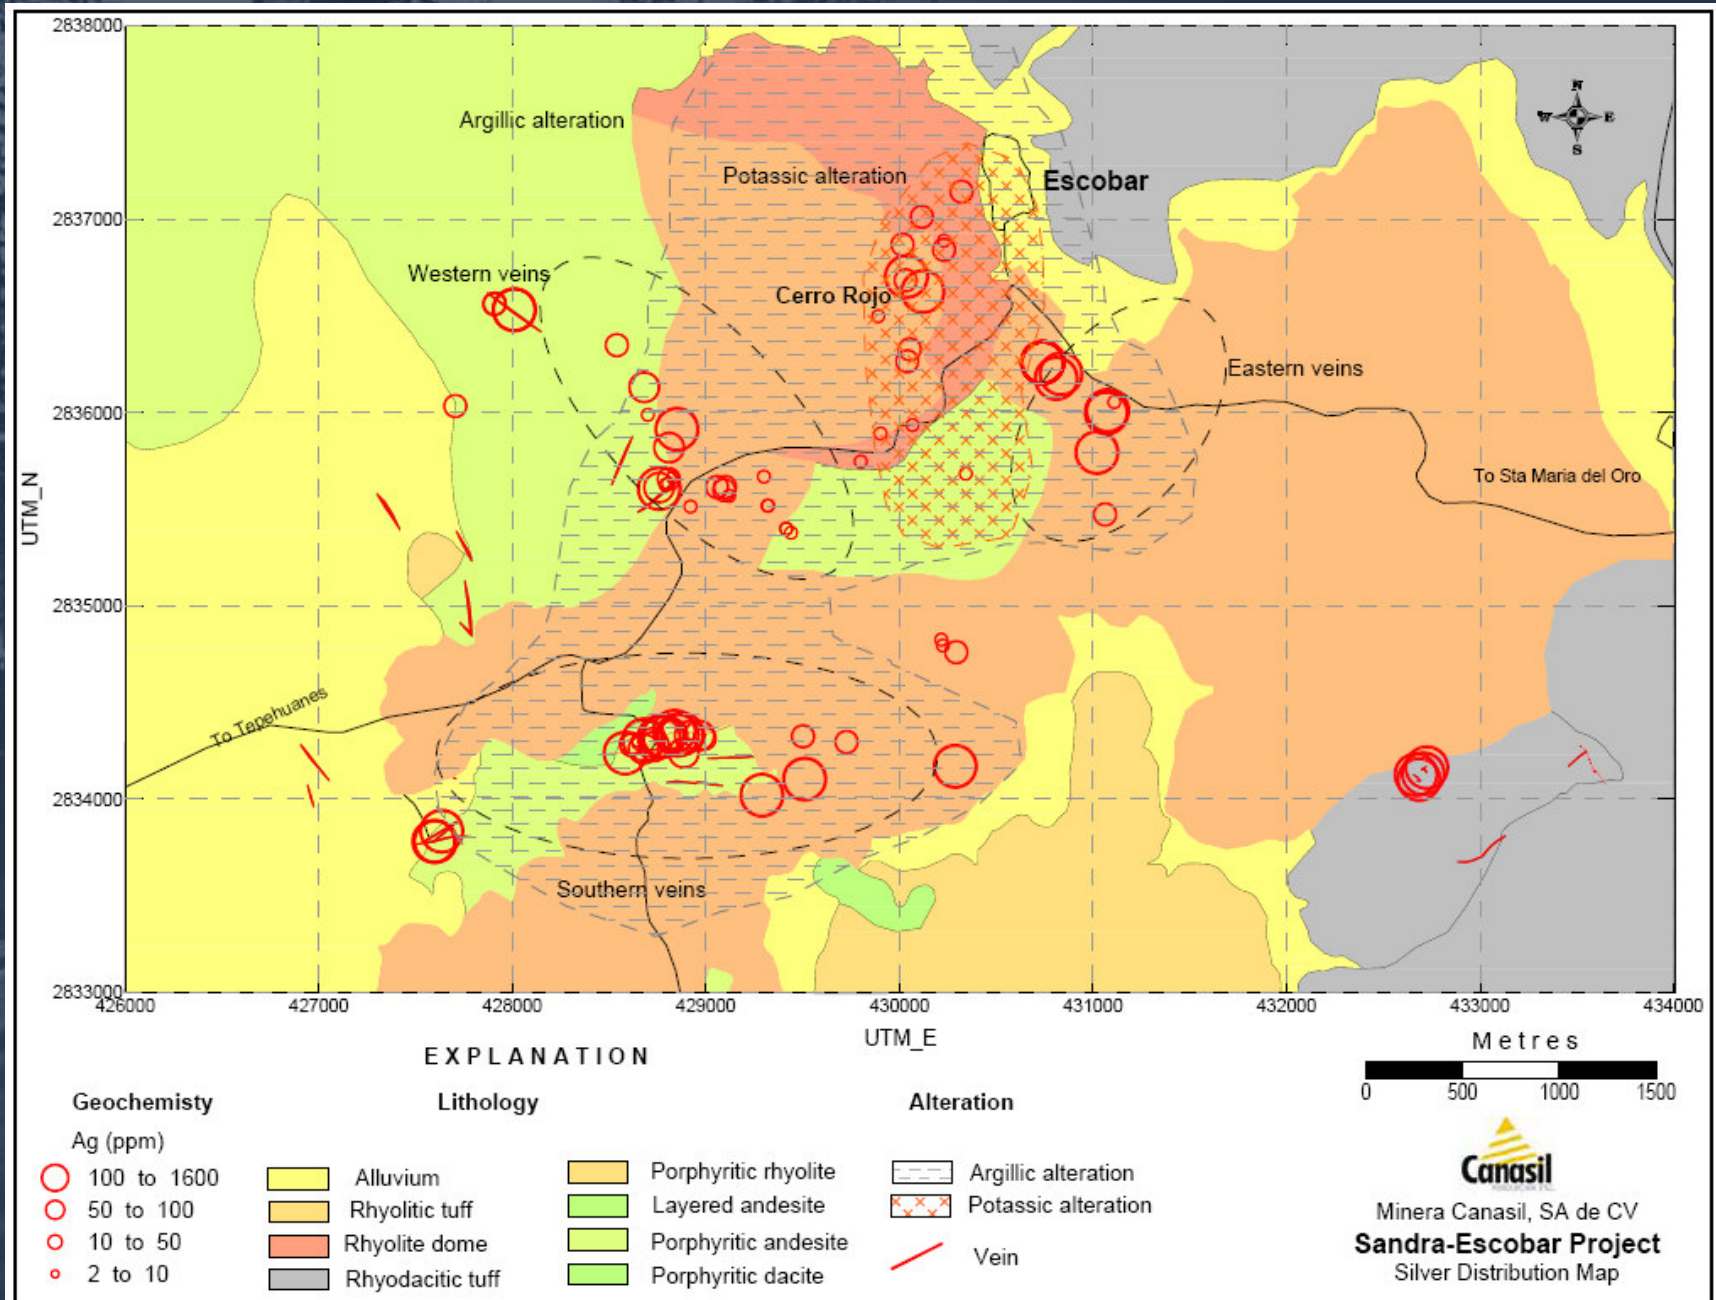 2838000
Argillic alteration
N
W E
S
Potassic alteration
Escobar
2837000
Western veins
Cerro Rojo
Eastern veins
2836000
To Sta Maria del Oro
UTM_N
2835000
To Tepehuanes
2834000
Southern veins
2833000
426000 427000 428000 429000 430000 431000 432000 433000 434000
UTM_E
EXPLANATION
Metres
0 500 1000 1500
Geochemisty
Lithology
Alteration
Ag (ppm)
100 to 1600
50 to 100
10 to 50
2 to 10
Alluvium
Rhyolitic tuff
Rhyolite dome
Rhyodacitic tuff
Porphyritic rhyolite
Layered andesite
Porphyritic andesite
Porphyritic dacite
Argillic alteration
Potassic alteration
Vein
Canasil
Minera Canasil, SA de CV
Sandra-Escobar Project
Silver Distribution Map